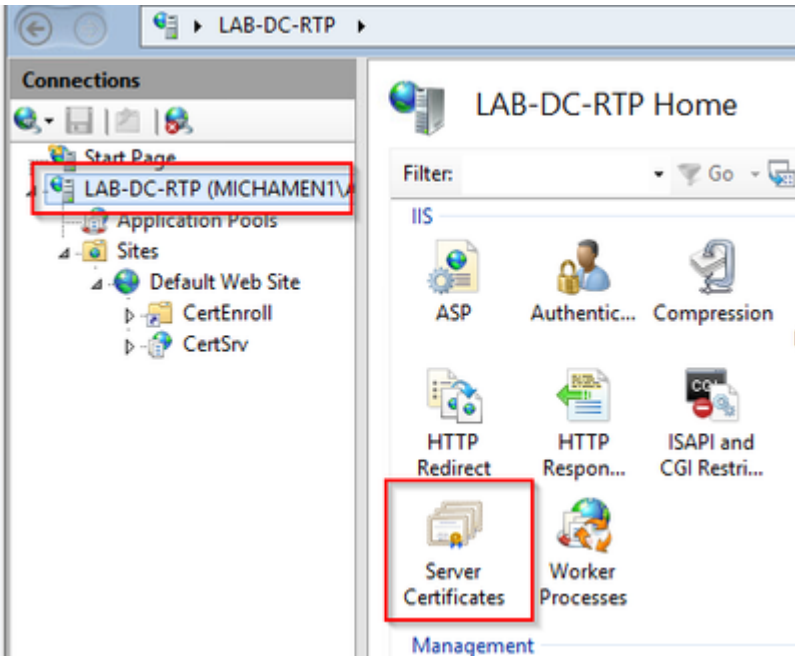 LAB-DC-RTP
Connections
Start Page
LAB-DC-RTP (MICHAMEN1\
Application Pools
Sites
Default Web Site
CertEnroll
CertSrv
LAB-DC-RTP Home
Filter:
Go
IIS
ASP
Authentic...
Compression
HTTP
Redirect
HTTP
Respon...
ISAPI and
CGI Restri...
Server
Certificates
Worker
Processes
Management